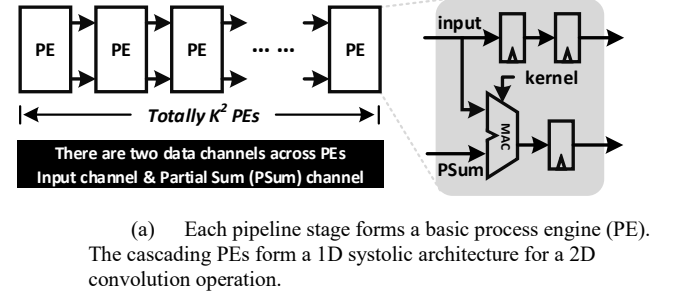 PE
PE
PE
... ...
PE
Totally K² PEs
There are two data channels across PEs
Input channel & Partial Sum (PSum) channel
input
kernel
MAC
PSum
(a) Each pipeline stage forms a basic process engine (PE).
The cascading PEs form a 1D systolic architecture for a 2D
convolution operation.